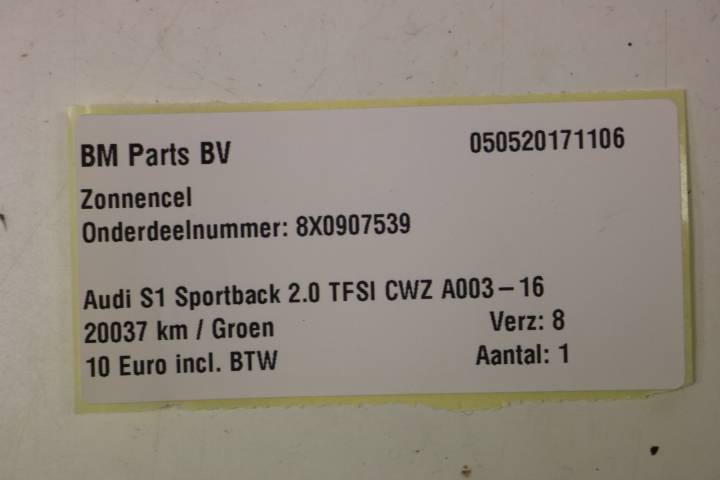 BM Parts BV 050520171106
Zonnencel
Onderdeelnummer: 8X0907539
Audi S1 Sportback 2.0 TFSI CWZ A003-16
20037 km / Groen Verz: 8
10 Euro incl. BTW Aantal: 1